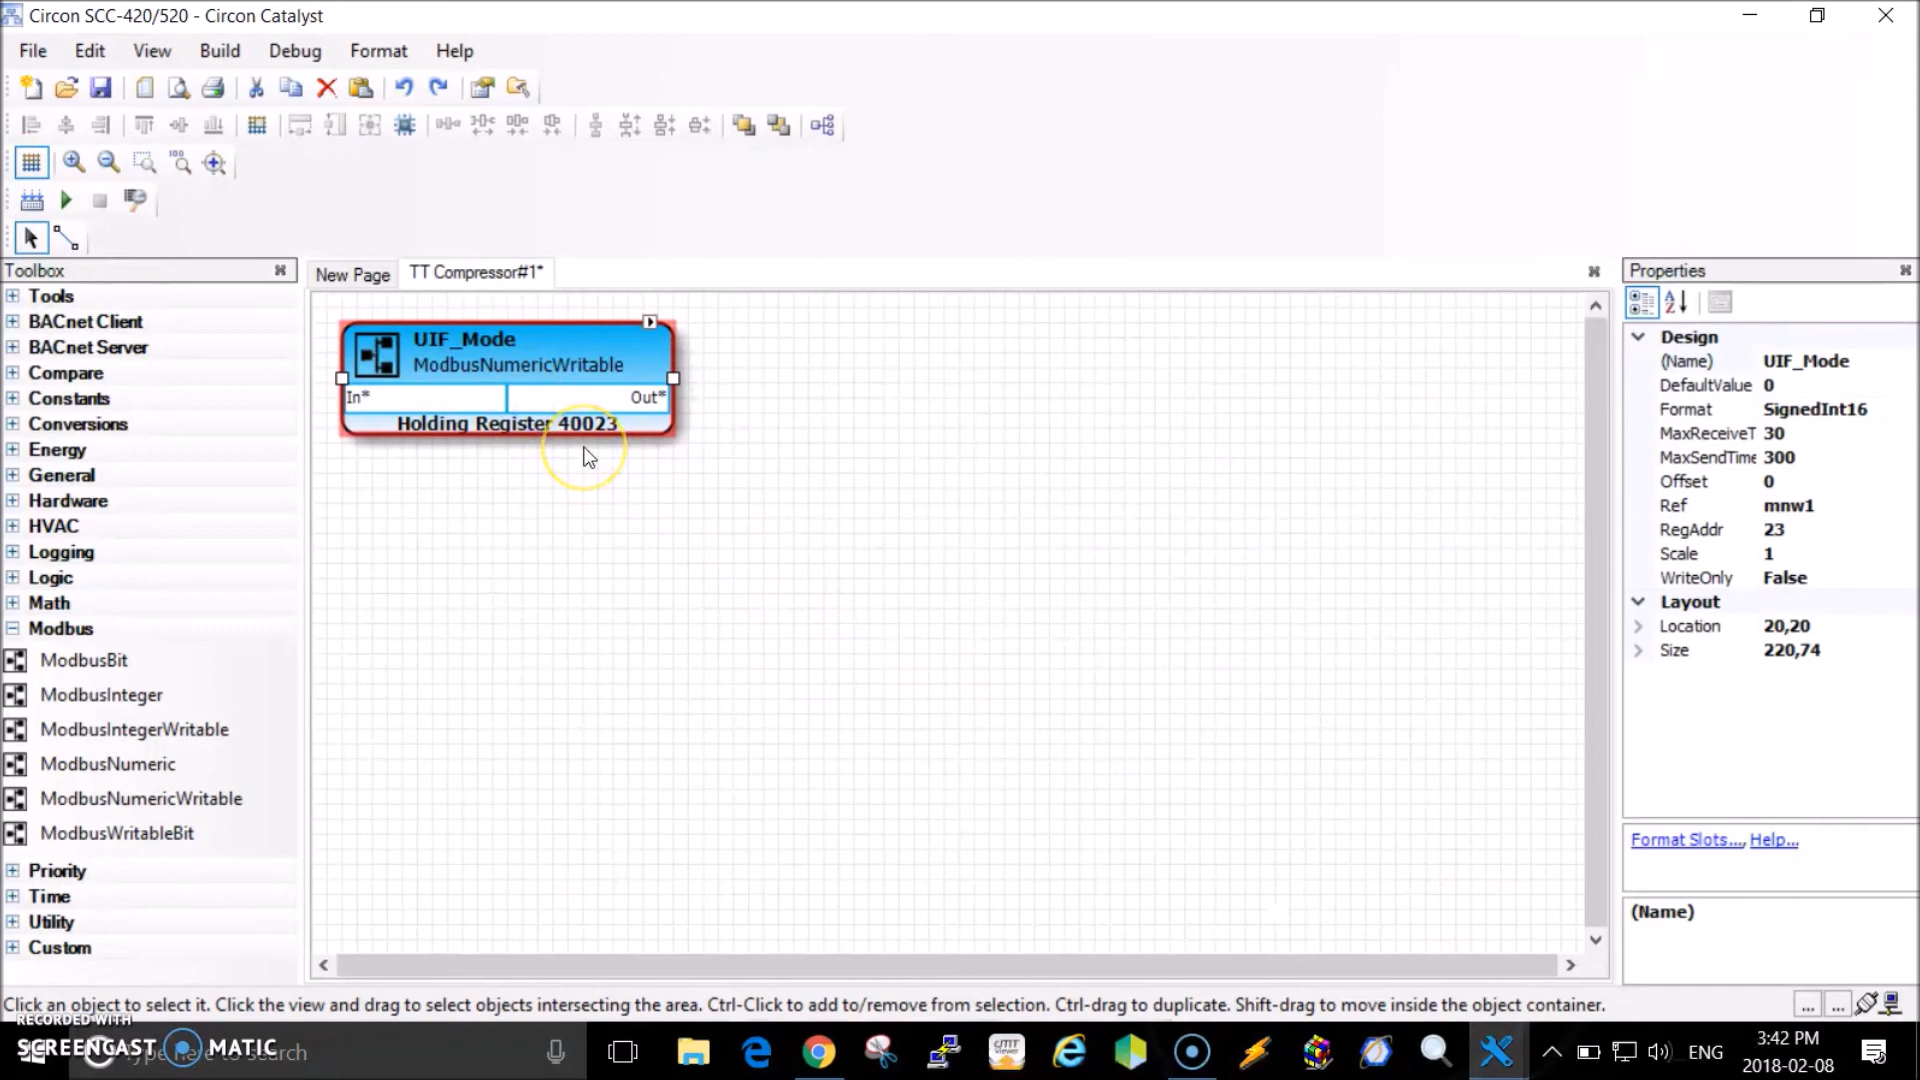 Circon SCC-420/520 - Circon Catalyst
File Edit View Build Debug Format Help
100
Toolbox
Tools
BACnet Client
BACnet Server
Compare
Constants
Conversions
Energy
General
Hardware
HVAC
Logging
Logic
Math
Modbus
ModbusBit
ModbusInteger
ModbusIntegerWritable
ModbusNumeric
ModbusNumericWritable
ModbusWritableBit
Priority
Time
Utility
Custom
New Page TT Compressor#1*
UIF_Mode
ModbusNumericWritable
In* Out*
Holding Register 40023
Properties
Design
(Name) UIF_Mode
DefaultValue 0
Format SignedInt16
MaxReceiveT 30
MaxSendTime 300
Offset 0
Ref mnw1
RegAddr 23
Scale 1
WriteOnly False
Layout
Location 20,20
Size 220,74
Format Slots..., Help...
(Name)
Click an object to select it. Click the view and drag to select objects intersecting the area. Ctrl-Click to add to/remove from selection. Ctrl-drag to duplicate. Shift-drag to move inside the object container.
... ...
RECORDED WITH
SCREENCAST MATIC
Type here to search
cMT Viewer
ENG
3:42 PM
2018-02-08